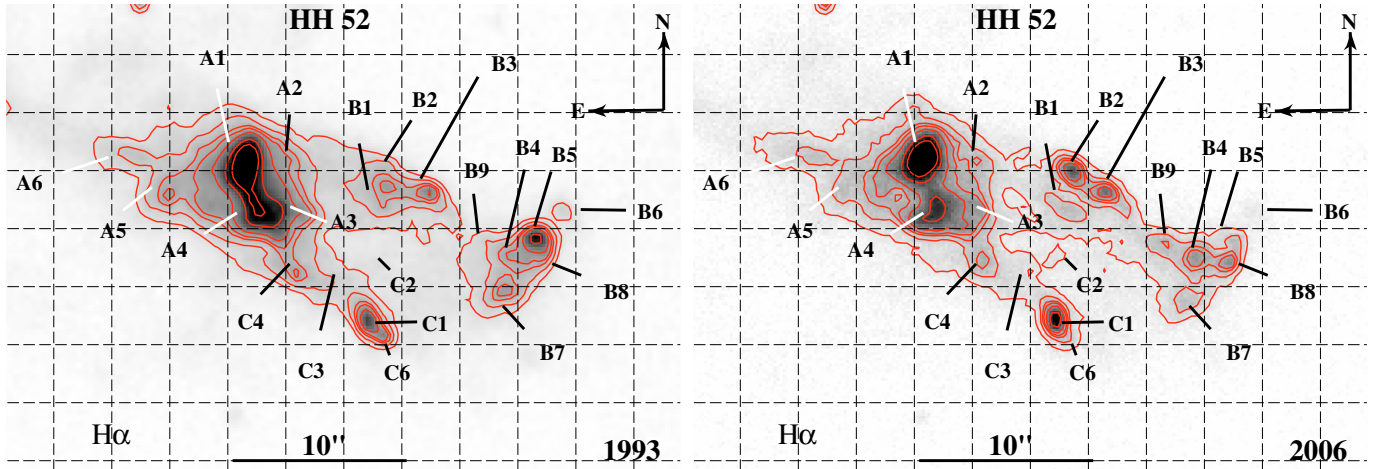 HH 52
N
A1
A2
B3
B1
B2
E
B4
B5
B9
A6
B6
A5
A3
A4
C2
B8
C4
C1
B7
C3
C6
Hα
10"
1993
HH 52
N
A1
B3
A2
B1
B2
E
B4
B5
B9
A6
B6
A5
A3
A4
C2
B8
C4
C1
B7
C3
C6
Hα
10"
2006